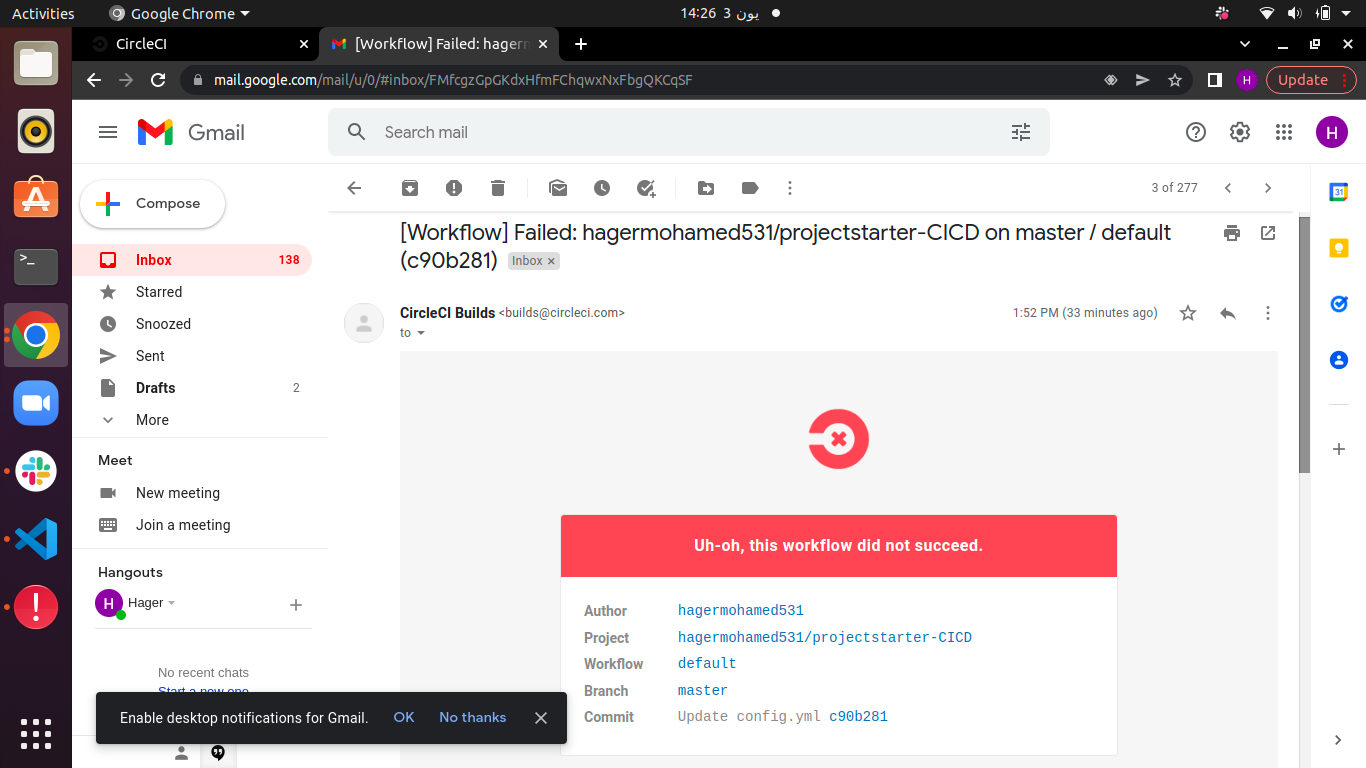 Activities
Google Chrome
14:26 3 يون
CircleCI
[Workflow] Failed: hagerm
mail.google.com/mail/u/0/#inbox/FMfcgzGpGKdxHfmFChqwxNxFbgQKCqSF
H
Update
Gmail
Search mail
H
Compose
3 of 277
31
[Workflow] Failed: hagermohamed531/projectstarter-CICD on master / default
(c90b281)
Inbox
Inbox 138
Starred
Snoozed
Sent
Drafts 2
More
CircleCI Builds <builds@circleci.com>
1:52 PM (33 minutes ago)
to
Meet
New meeting
Join a meeting
Hangouts
H
Hager
No recent chats
Start a new one
Uh-oh, this workflow did not succeed.
Author hagermohamed531
Project hagermohamed531/projectstarter-CICD
Workflow default
Branch master
Commit Update config.yml c90b281
Enable desktop notifications for Gmail. OK No thanks